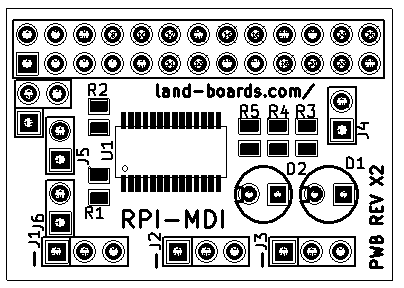 R2
land-boards.com/
R5 R4 R3
J4
J5
U1
D2 D1
R1
J6
RPI-MDI
J1
J2
J3
PWB REV X2